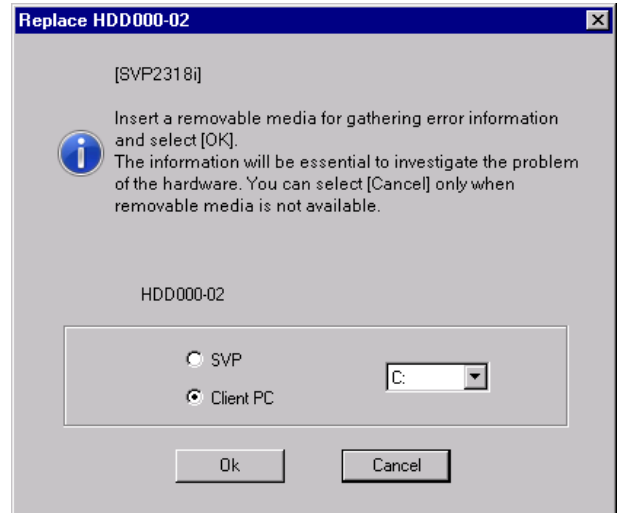 Replace HDD000-02
[SVP2318i]
Insert a removable media for gathering error information
and select [OK].
The information will be essential to investigate the problem
of the hardware. You can select [Cancel] only when
removable media is not available.
HDD000-02
SVP
C:
Client PC
Ok
Cancel